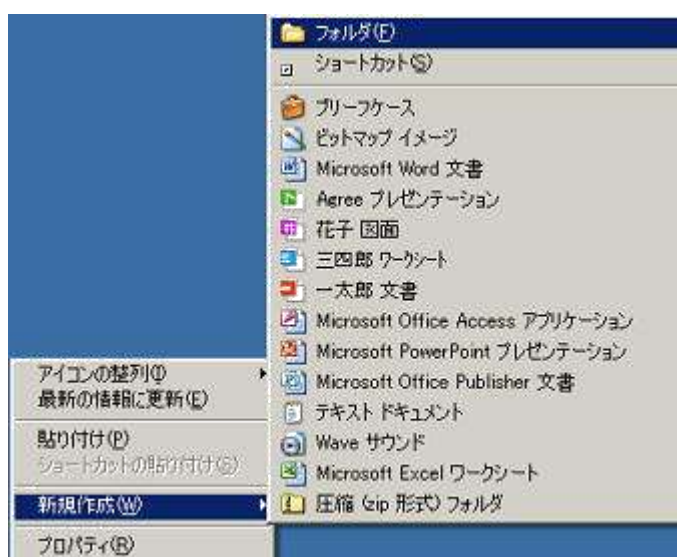 フォルダ(F)
ショートカット(S)
ブリーフケース
ビットマップ イメージ
Microsoft Word 文書
Agree プレゼンテーション
花子 図面
三四郎 ワークシート
一太郎 文書
Microsoft Office Access アプリケーション
Microsoft PowerPoint プレゼンテーション
Microsoft Office Publisher 文書
テキスト ドキュメント
Wave サウンド
Microsoft Excel ワークシート
圧縮 (zip 形式) フォルダ
アイコンの整列(I)
最新の情報に更新(E)
貼り付け(P)
ショートカットの貼り付け(S)
新規作成(W)
プロパティ(R)